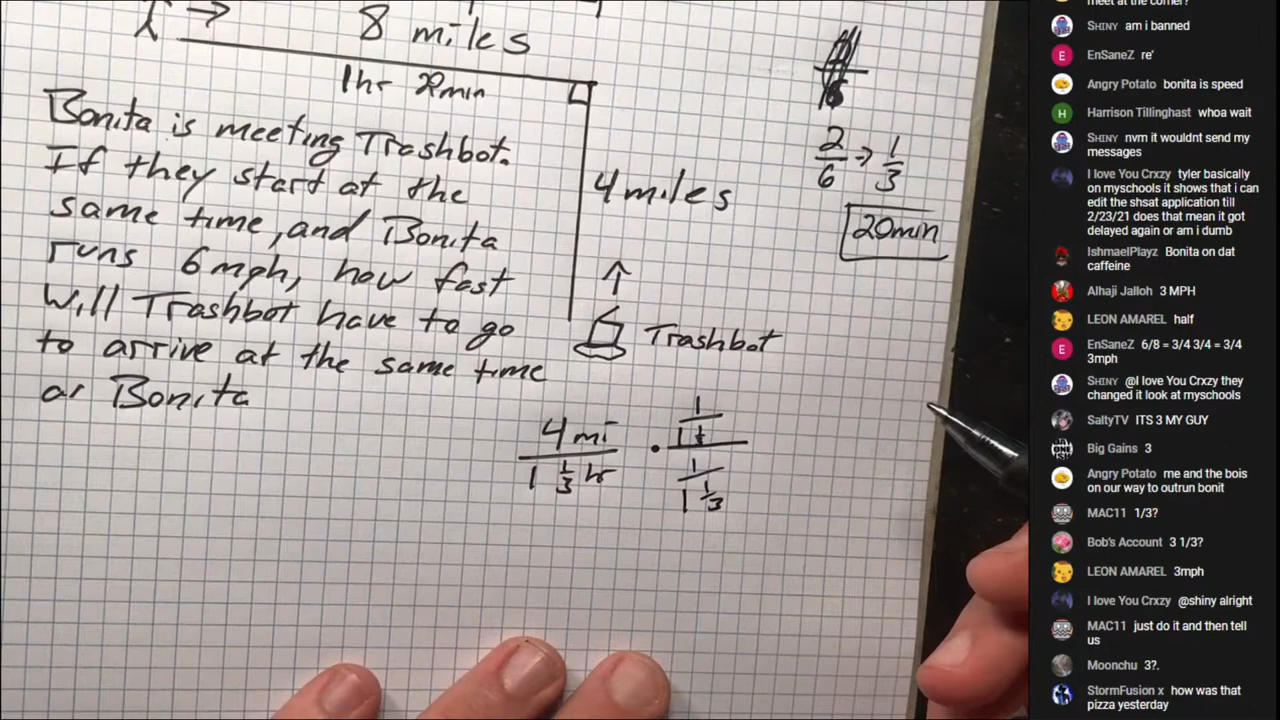 8 miles
1hr 20min
Bonita is meeting Trashbot.
If they start at the
same time, and Bonita
runs 6mph, how fast
will Trashbot have to go
to arrive at the same time
as Bonita
4 miles
Trashbot
2/6 → 1/3
20min
4mi / 1 1/3 hr
meet at the corner?
SHINY am i banned
EnSaneZ re'
Angry Potato bonita is speed
Harrison Tillinghast whoa wait
SHINY nvm it wouldnt send my
messages
I love You Crxzy tyler basically
on myschools it shows that i can
edit the shsat application till
2/23/21 does that mean it got
delayed again or am i dumb
IshmaelPlayz Bonita on dat
caffeine
Alhaji Jalloh 3 MPH
LEON AMAREL half
EnSaneZ 6/8 = 3/4 3/4 = 3/4
3mph
SHINY @I love You Crxzy they
changed it look at myschools
SaltyTV ITS 3 MY GUY
Big Gains 3
Angry Potato me and the bois
on our way to outrun bonit
MAC11 1/3?
Bob's Account 3 1/3?
LEON AMAREL 3mph
I love You Crxzy @shiny alright
MAC11 just do it and then tell
us
Moonchu 3?.
StormFusion x how was that
pizza yesterday